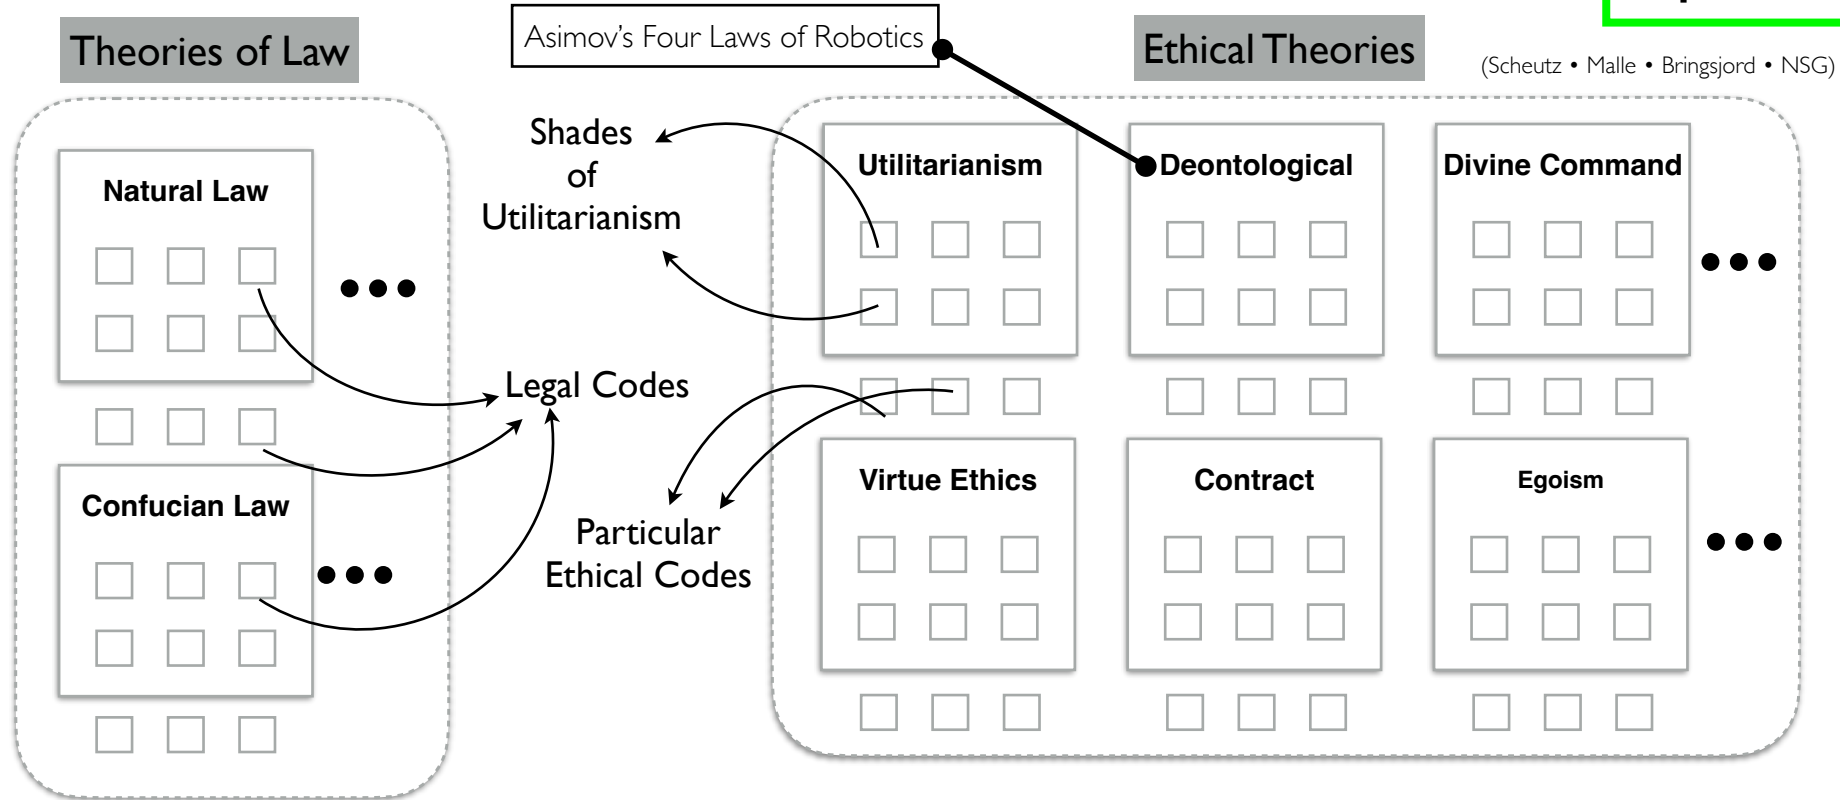 Theories of Law
Asimov's Four Laws of Robotics
Ethical Theories
(Scheutz • Malle • Bringsjord • NSG)
Natural Law
Confucian Law
Shades
of
Utilitarianism
Legal Codes
Particular
Ethical Codes
Utilitarianism
Deontological
Divine Command
Virtue Ethics
Contract
Egoism